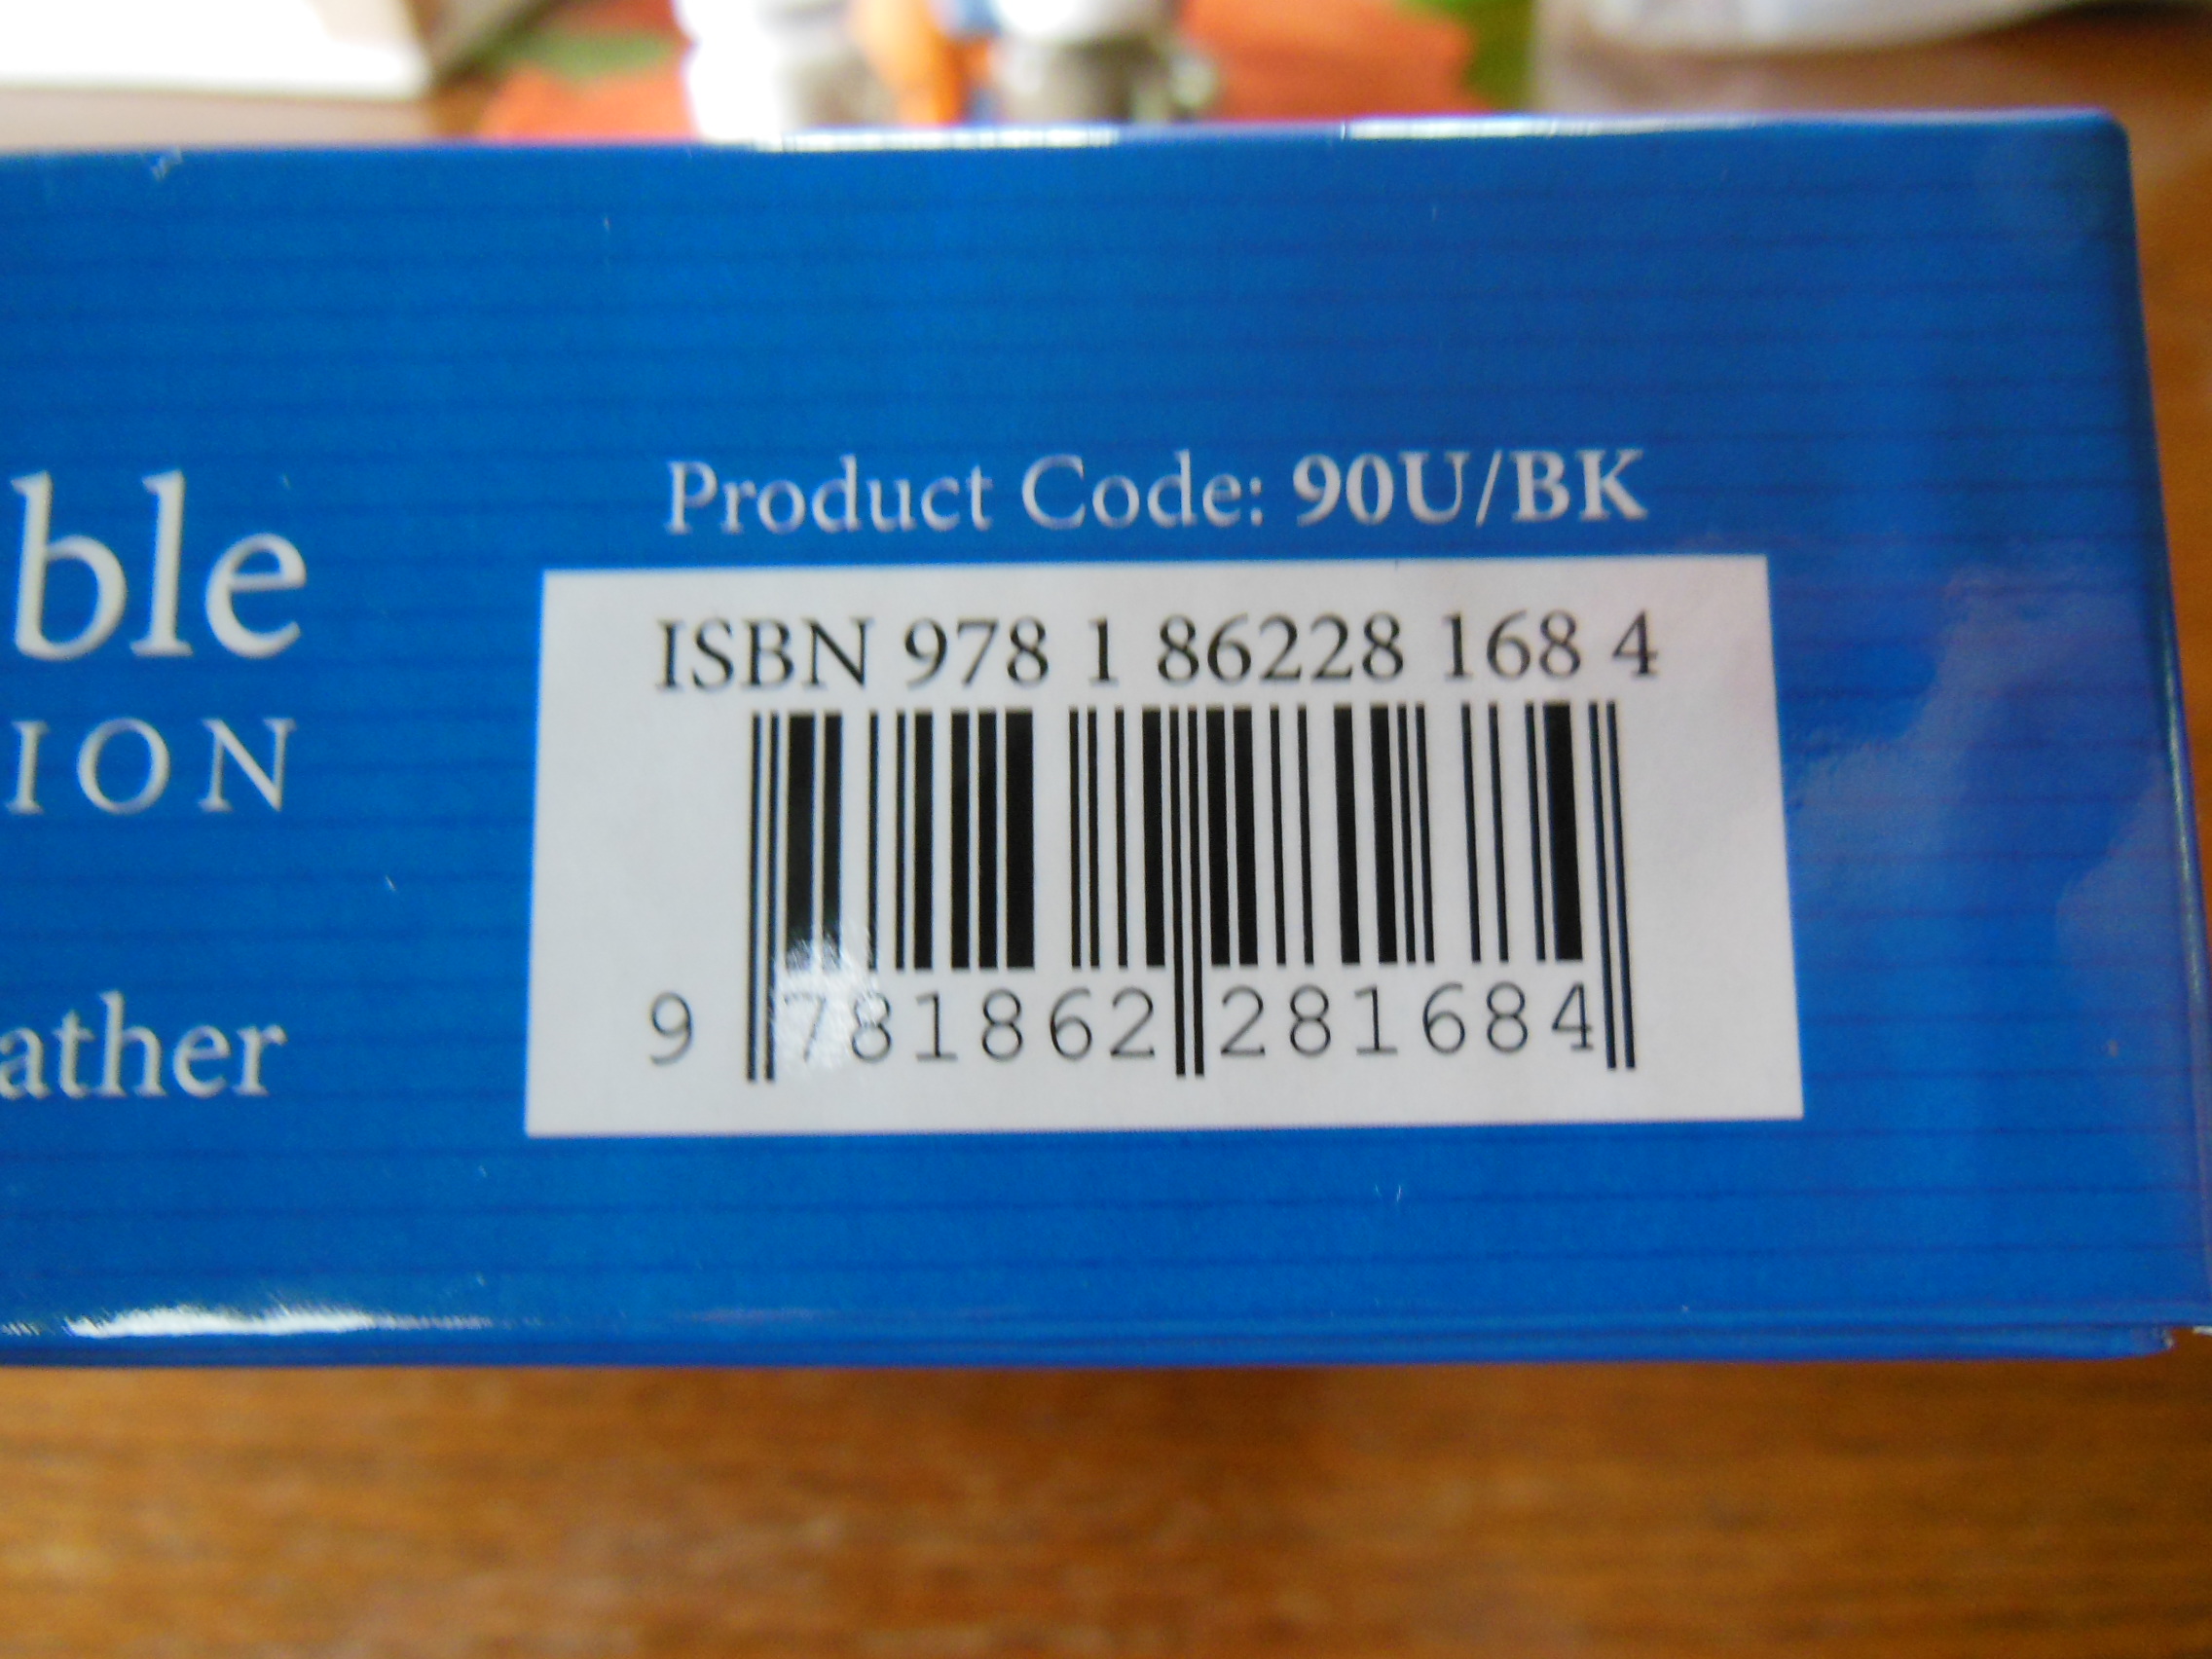 ble
ION
ather
Product Code: 90U/BK
ISBN 978 1 86228 168 4
9 781862 281684